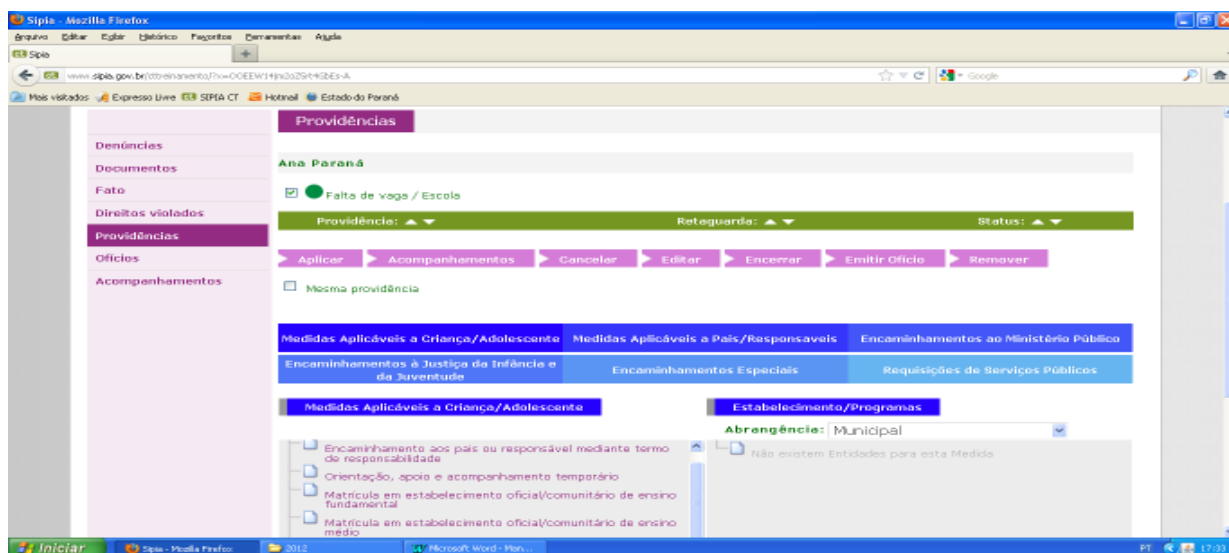 Sipia - Mozilla Firefox
Arquivo Editar Exibir Histórico Favoritos Ferramentas Ajuda
Sipia
Google
Mais visitados Expresso Livre SIPIA CT Hotmail Estado do Paraná
Providências
Denúncias
Documentos
Fato
Direitos violados
Providências
Ofícios
Acompanhamentos
Ana Paraná
Falta de vaga / Escola
Providência: Retaguarda: Status:
Aplicar Acompanhamentos Cancelar Editar Encerrar Emitir Ofício Remover
Mesma providência
Medidas Aplicáveis a Criança/Adolescente Medidas Aplicáveis a Pais/Responsaveis Encaminhamentos ao Ministério Público
Encaminhamentos à Justiça da Infância e da Juventude Encaminhamentos Especiais Requisições de Serviços Públicos
Medidas Aplicáveis a Criança/Adolescente
Encaminhamento aos pais ou responsável mediante termo
de responsabilidade
Orientação, apoio e acompanhamento temporário
Matrícula em estabelecimento oficial/comunitário de ensino
fundamental
Matrícula em estabelecimento oficial/comunitário de ensino
médio
Estabelecimento/Programas
Abrangência: Municipal
Não existem Entidades para esta Medida
Iniciar Sipia - Mozilla Firefox 2012 Microsoft Word - Man... PT 17:33